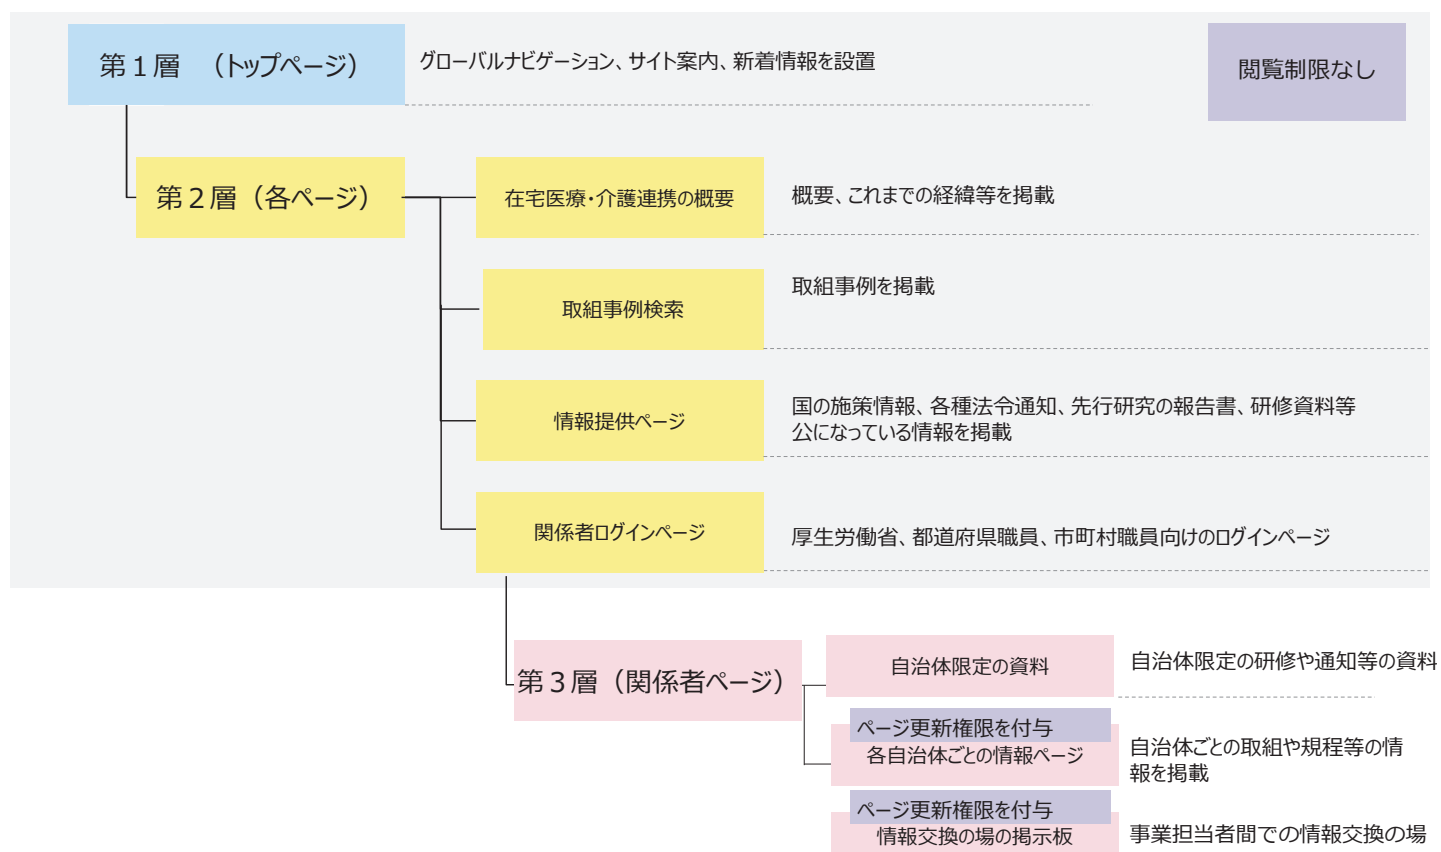 第１層　（トップページ）
グローバルナビゲーション、サイト案内、新着情報を設置
閲覧制限なし
第２層（各ページ）
在宅医療・介護連携の概要
概要、これまでの経緯等を掲載
取組事例検索
取組事例を掲載
情報提供ページ
国の施策情報、各種法令通知、先行研究の報告書、研修資料等
公になっている情報を掲載
関係者ログインページ
厚生労働省、都道府県職員、市町村職員向けのログインページ
第３層（関係者ページ）
自治体限定の資料
自治体限定の研修や通知等の資料
ページ更新権限を付与
各自治体ごとの情報ページ
自治体ごとの取組や規程等の情
報を掲載
ページ更新権限を付与
情報交換の場の掲示板
事業担当者間での情報交換の場